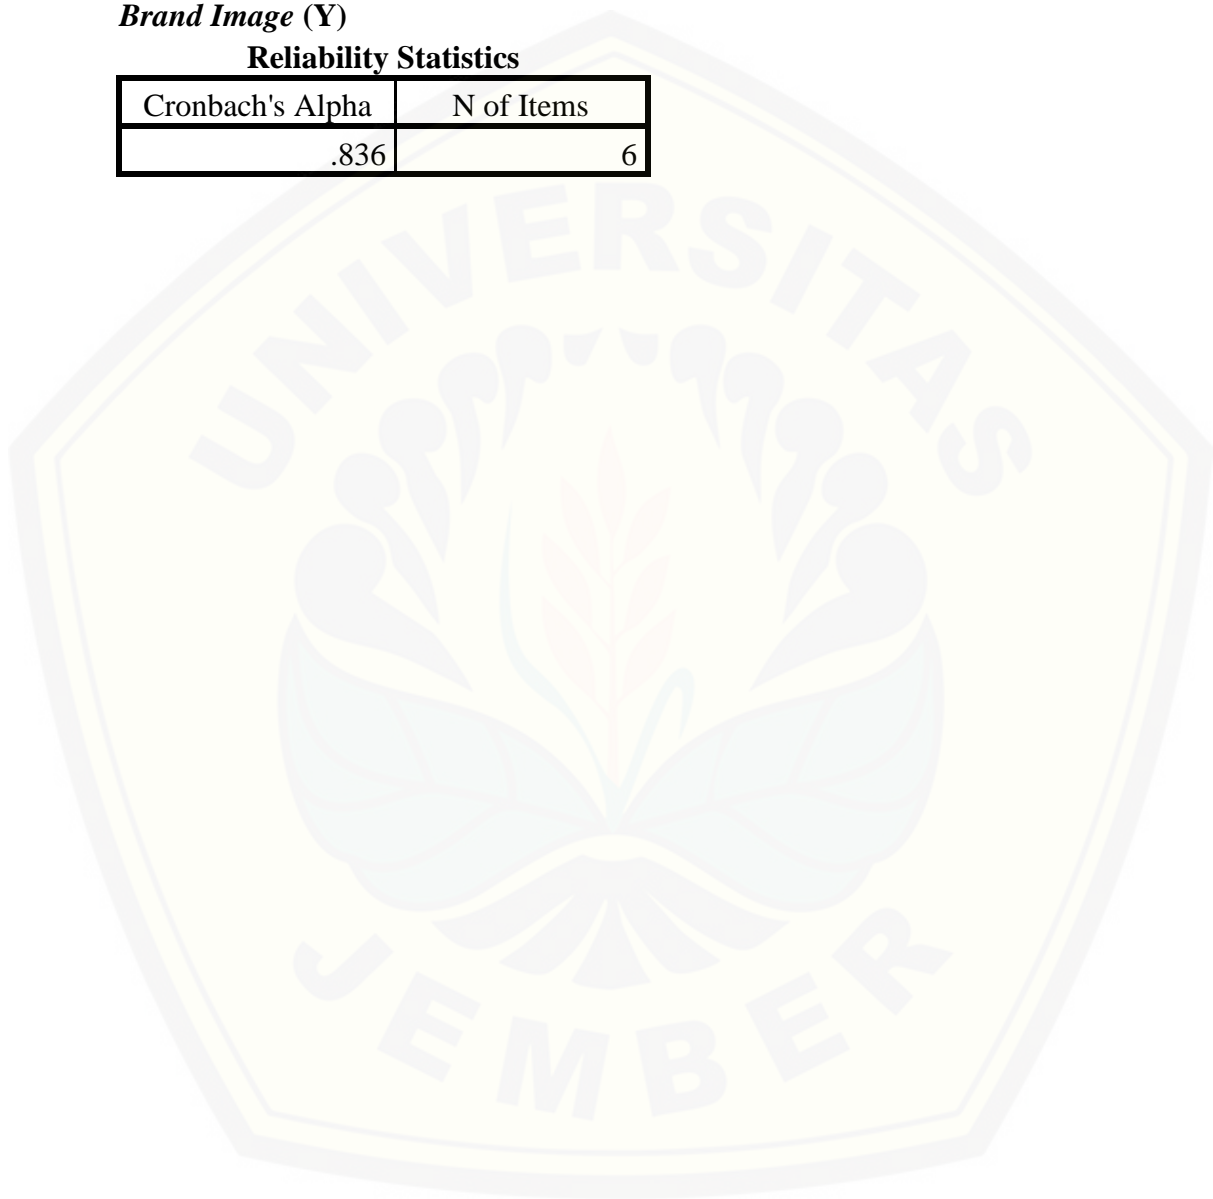 Brand Image (Y)
Reliability Statistics
Cronbach's Alpha N of Items
.836 6
UNIVERSITAS
JEMBER